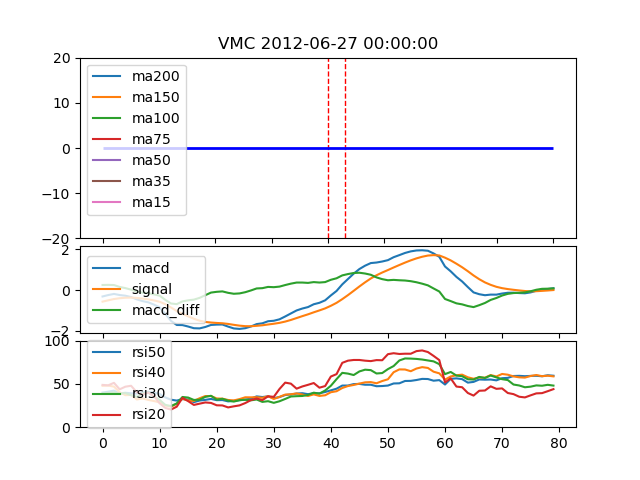 VMC 2012-06-27 00:00:00
20
10
0
−10
−20
ma200
ma150
ma100
ma75
ma50
ma35
ma15
2
0
−2
macd
signal
macd_diff
100
50
0
rsi50
rsi40
rsi30
rsi20
0 10 20 30 40 50 60 70 80